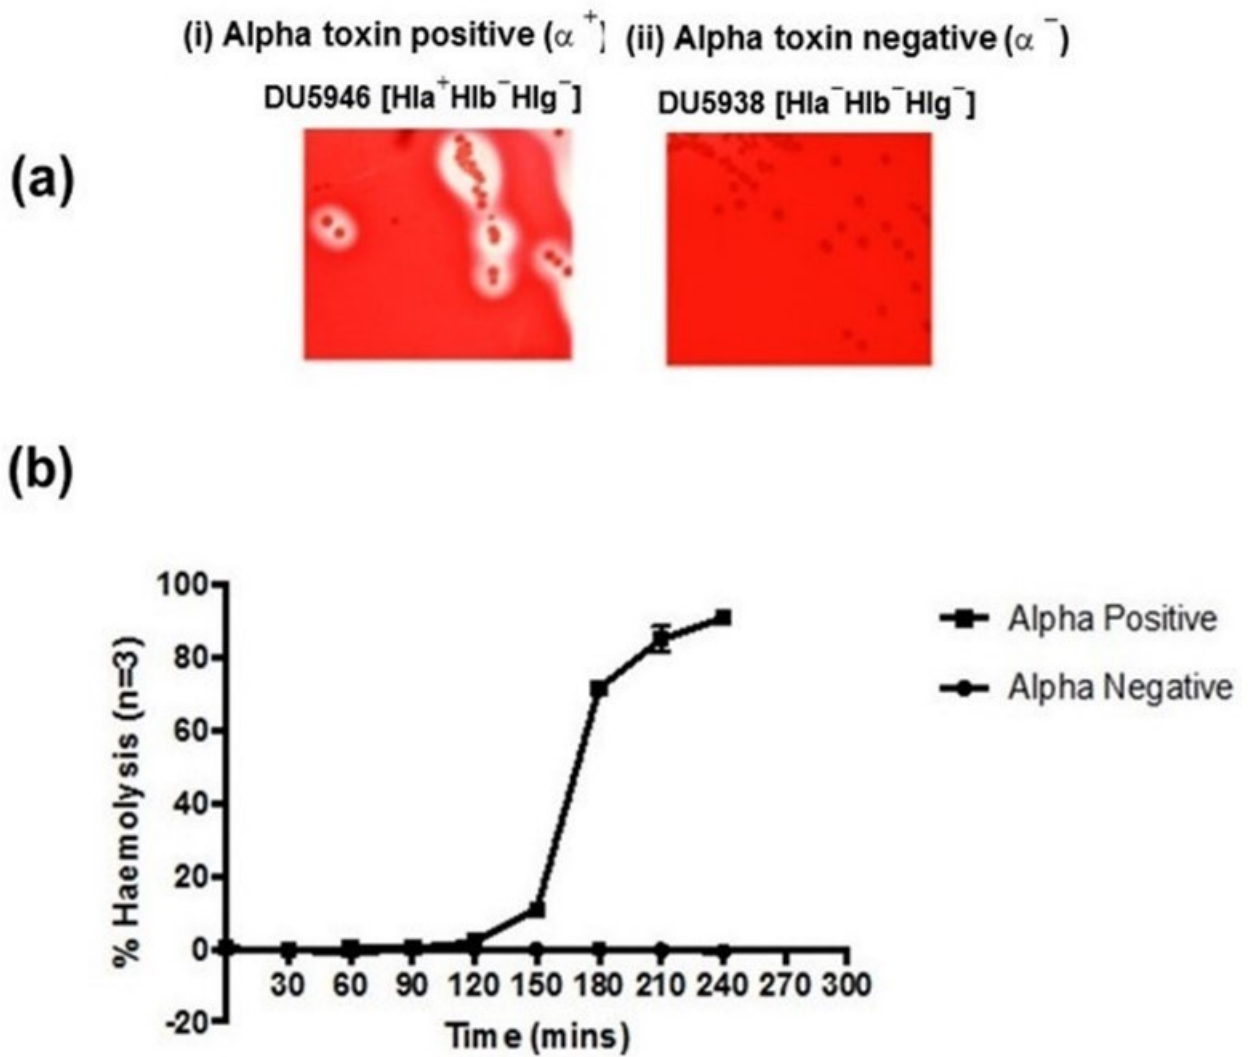 (i) Alpha toxin positive (α⁺) (ii) Alpha toxin negative (α⁻)
DU5946 [Hla⁺Hlb⁻Hlg⁻] DU5938 [Hla⁻Hlb⁻Hlg⁻]
(a)
(b)
100
80
60
40
20
0
-20
% Haemolysis (n=3)
30 60 90 120 150 180 210 240 270 300
Time (mins)
Alpha Positive
Alpha Negative